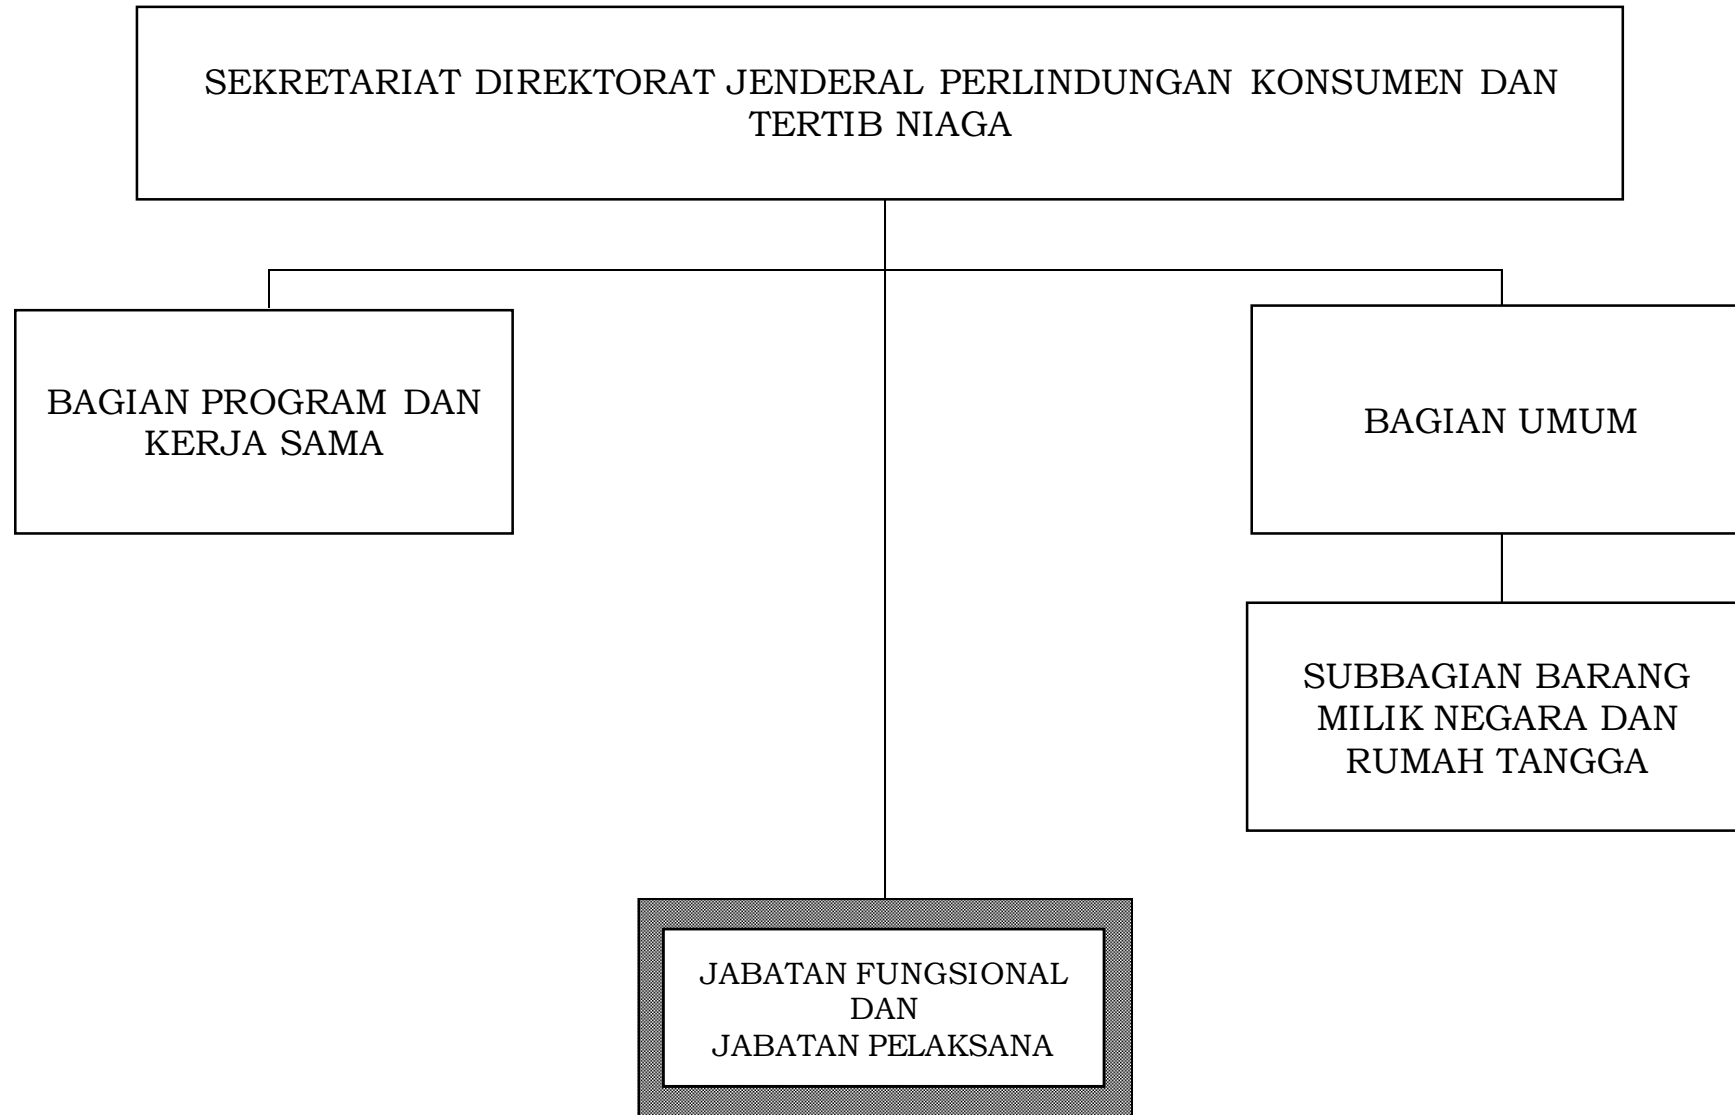 SEKRETARIAT DIREKTORAT JENDERAL PERLINDUNGAN KONSUMEN DAN
TERTIB NIAGA
BAGIAN PROGRAM DAN
KERJA SAMA
BAGIAN UMUM
SUBBAGIAN BARANG
MILIK NEGARA DAN
RUMAH TANGGA
JABATAN FUNGSIONAL
DAN
JABATAN PELAKSANA